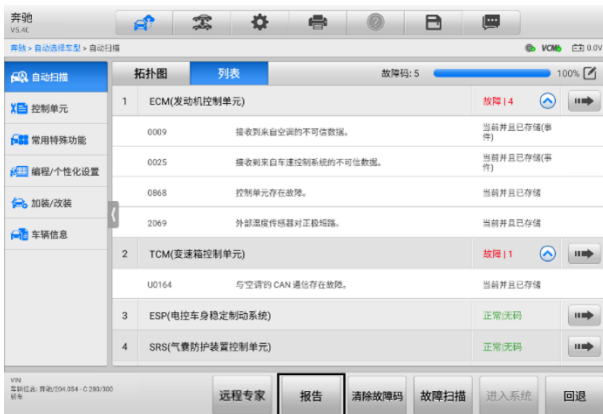 奔驰
V5.4C
奔驰 > 自动选择车型 > 自动扫描
VCMI 0.0V
自动扫描
控制单元
常用特殊功能
编程/个性化设置
加装/改装
车辆信息
拓扑图 列表 故障码: 5 100%
1 ECM(发动机控制单元) 故障 | 4
0009 接收到来自空调的不可信数据。 当前并且已存储(事件)
0025 接收来自车速控制系统的不可信数据。 当前并且已存储(事件)
0868 控制单元存在故障。 当前并且已存储
2069 外部温度传感器对正极短路。 当前并且已存储
2 TCM(变速箱控制单元) 故障 | 1
U0164 与'空调'的 CAN 通信存在故障。 当前并且已存储
3 ESP(电控车身稳定制动系统) 正常|无码
4 SRS(气囊防护装置控制单元) 正常|无码
VIN
车辆信息: 奔驰/204.054 - C 280/300
轿车
远程专家 报告 清除故障码 故障扫描 进入系统 回退